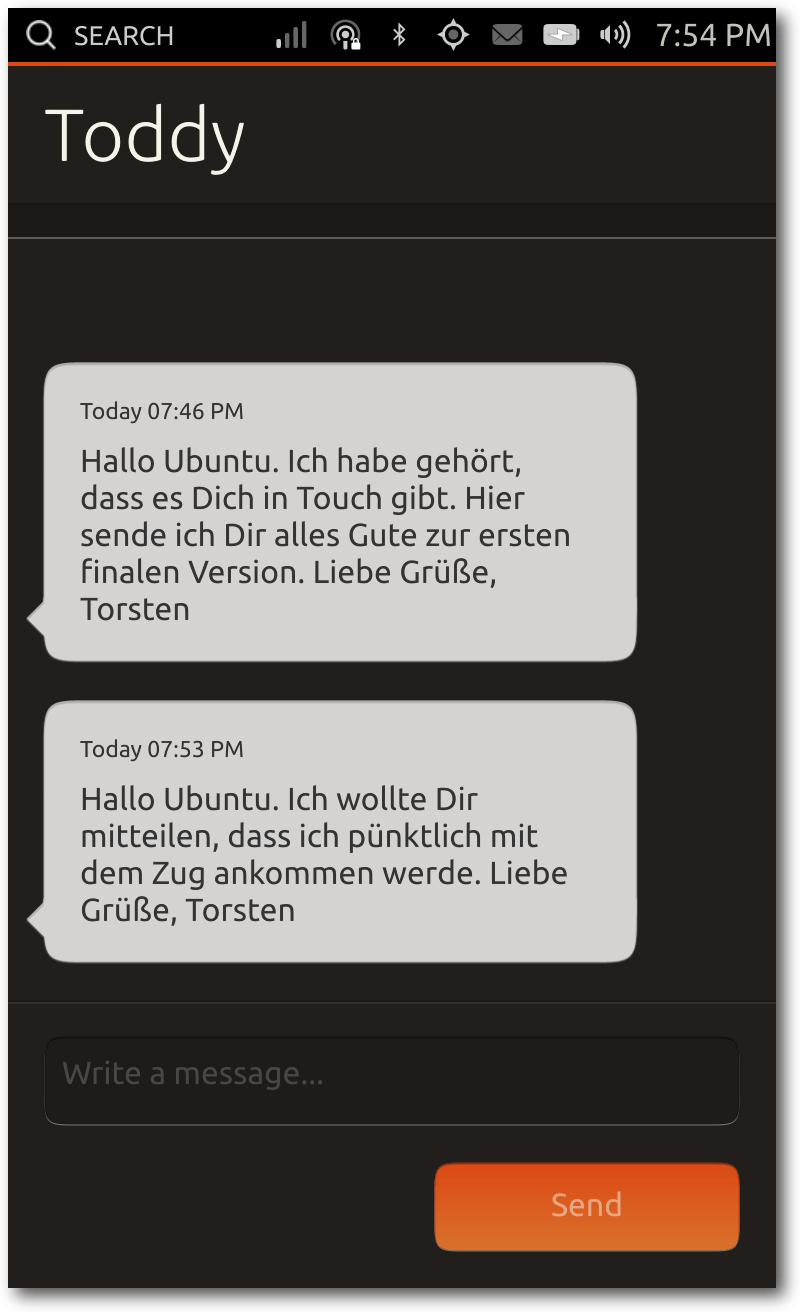 SEARCH 7:54 PM
Toddy
Today 07:46 PM
Hallo Ubuntu. Ich habe gehört,
dass es Dich in Touch gibt. Hier
sende ich Dir alles Gute zur ersten
finalen Version. Liebe Grüße,
Torsten
Today 07:53 PM
Hallo Ubuntu. Ich wollte Dir
mitteilen, dass ich pünktlich mit
dem Zug ankommen werde. Liebe
Grüße, Torsten
Write a message...
Send